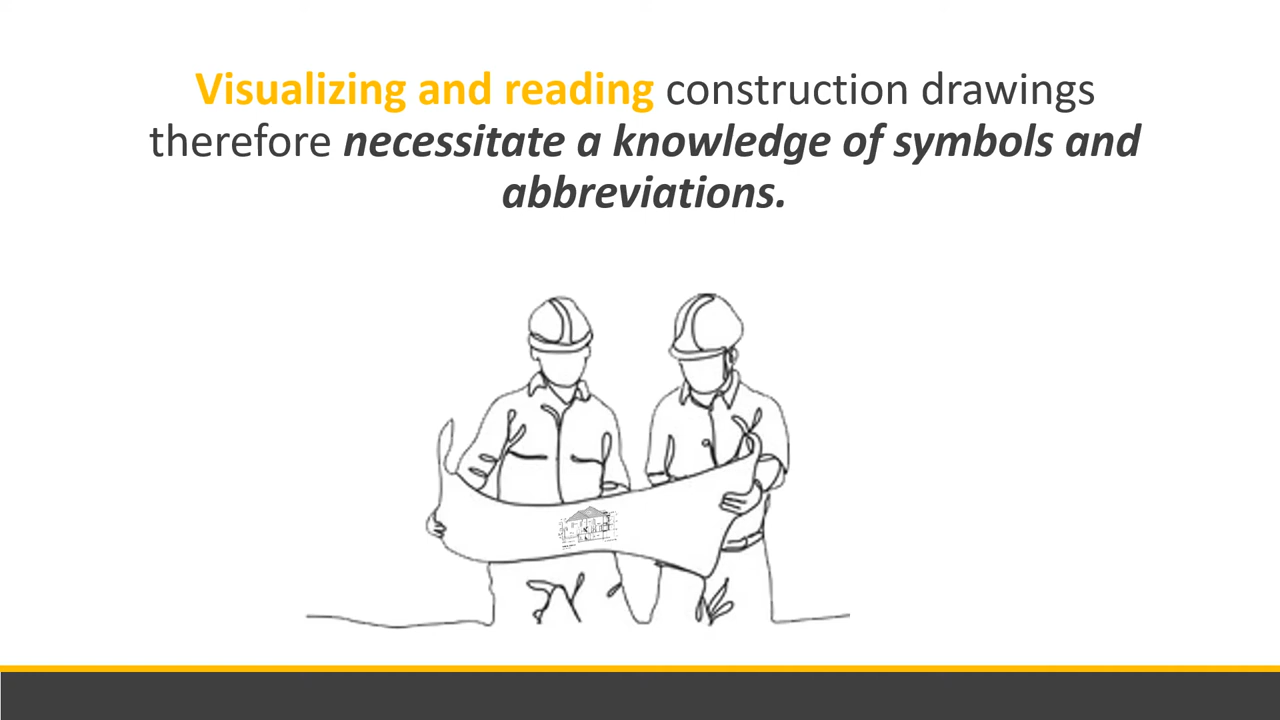 Visualizing and reading construction drawings
therefore necessitate a knowledge of symbols and
abbreviations.